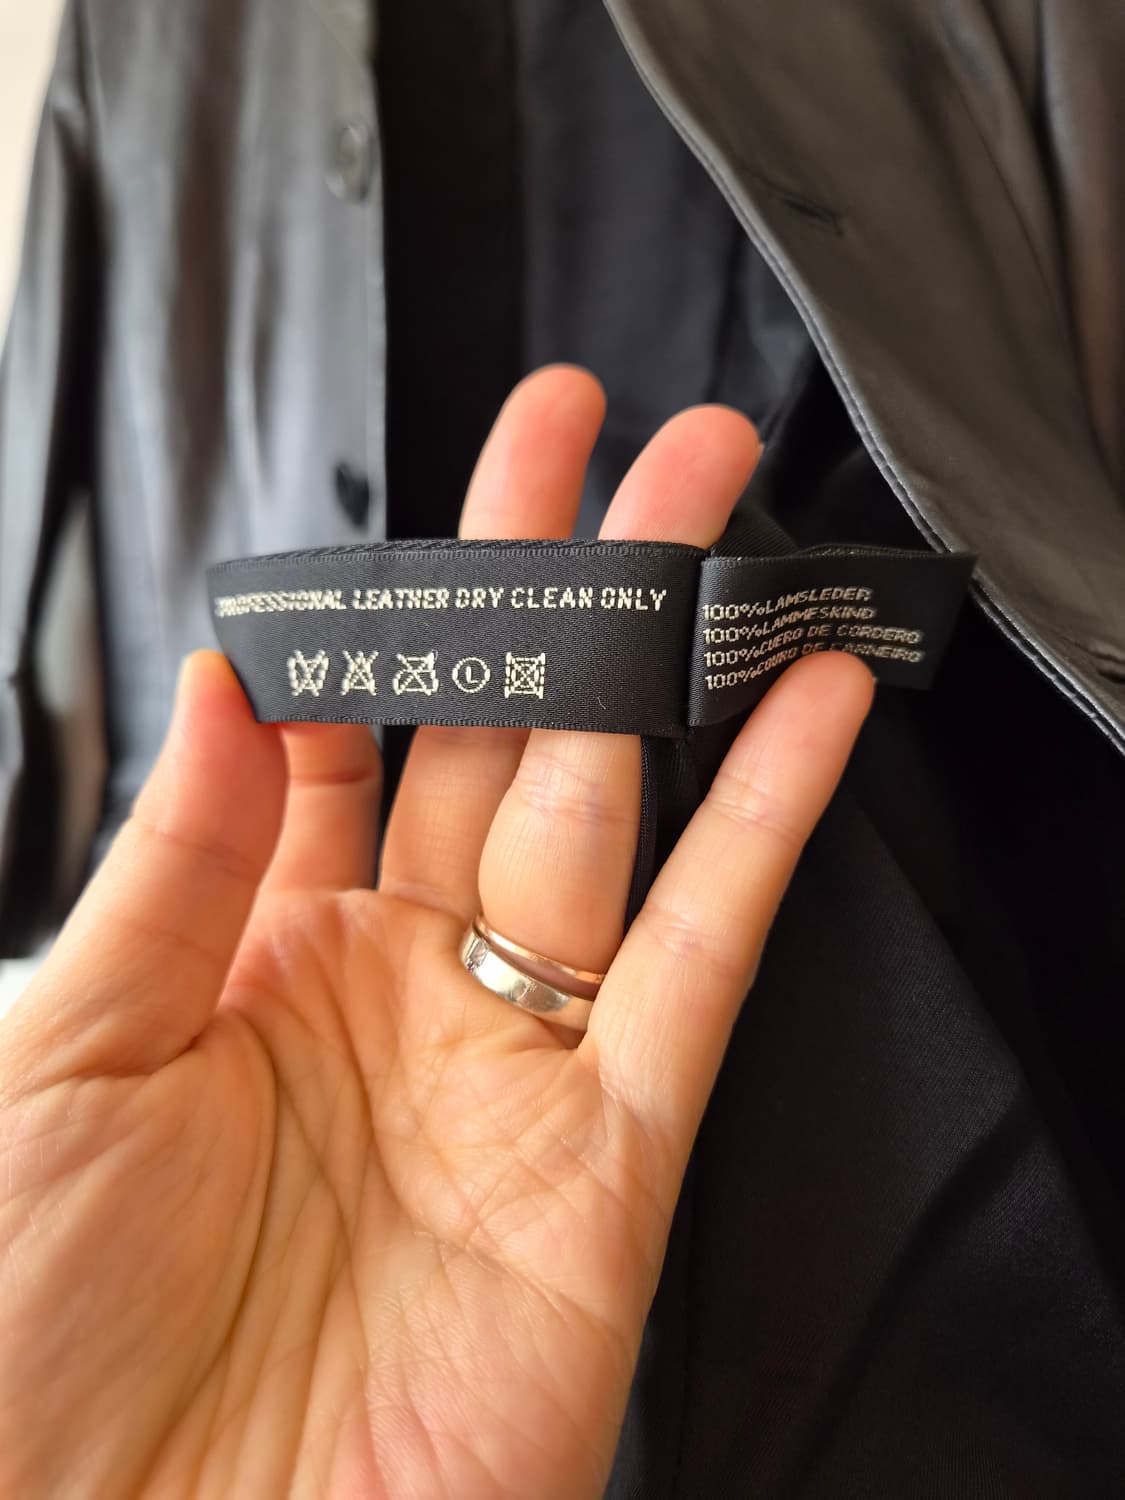 PROFESSIONAL LEATHER DRY CLEAN ONLY
L
100%LAMSLEDER
100%LAMMESKIND
100%CUERO DE CORDERO
100%COURO DE CARNEIRO